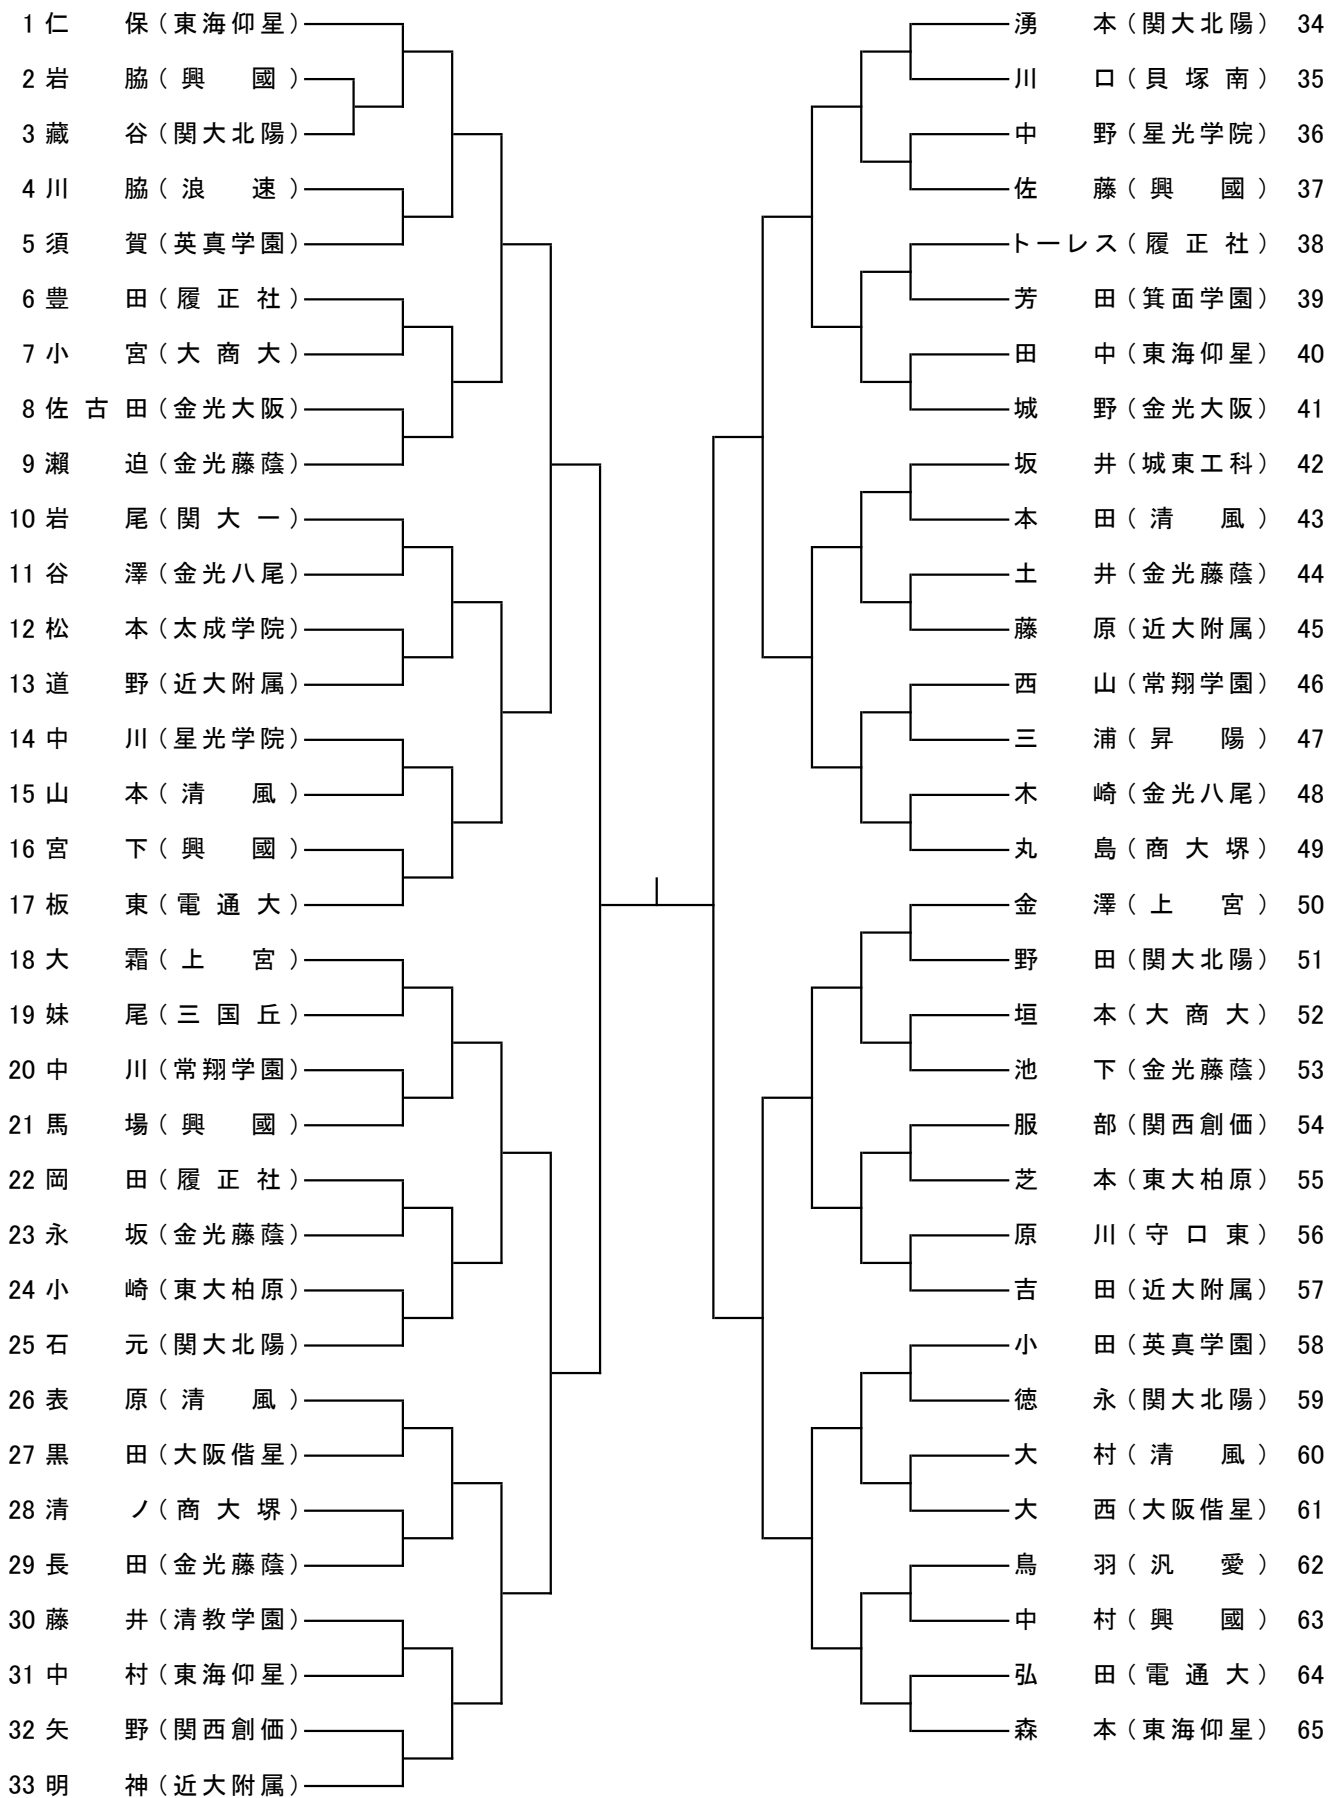 1 仁 保（東海仰星）
2 岩 脇（興 國）
3 藏 谷（関大北陽）
4 川 脇（浪 速）
5 須 賀（英真学園）
6 豊 田（履 正 社）
7 小 宮（大 商 大）
8 佐 古 田（金光大阪）
9 瀬 迫（金光藤蔭）
10 岩 尾（関 大 一）
11 谷 澤（金光八尾）
12 松 本（太成学院）
13 道 野（近大附属）
14 中 川（星光学院）
15 山 本（清 風）
16 宮 下（興 國）
17 板 東（電 通 大）
18 大 霜（上 宮）
19 妹 尾（三 国 丘）
20 中 川（常翔学園）
21 馬 場（興 國）
22 岡 田（履 正 社）
23 永 坂（金光藤蔭）
24 小 崎（東大柏原）
25 石 元（関大北陽）
26 表 原（清 風）
27 黒 田（大阪偕星）
28 清 ノ（商 大 堺）
29 長 田（金光藤蔭）
30 藤 井（清教学園）
31 中 村（東海仰星）
32 矢 野（関西創価）
33 明 神（近大附属）
湧 本（関大北陽） 34
川 口（貝 塚 南） 35
中 野（星光学院） 36
佐 藤（興 國） 37
トーレス（履 正 社） 38
芳 田（箕面学園） 39
田 中（東海仰星） 40
城 野（金光大阪） 41
坂 井（城東工科） 42
本 田（清 風） 43
土 井（金光藤蔭） 44
藤 原（近大附属） 45
西 山（常翔学園） 46
三 浦（昇 陽） 47
木 崎（金光八尾） 48
丸 島（商 大 堺） 49
金 澤（上 宮） 50
野 田（関大北陽） 51
垣 本（大 商 大） 52
池 下（金光藤蔭） 53
服 部（関西創価） 54
芝 本（東大柏原） 55
原 川（守 口 東） 56
吉 田（近大附属） 57
小 田（英真学園） 58
徳 永（関大北陽） 59
大 村（清 風） 60
大 西（大阪偕星） 61
鳥 羽（汎 愛） 62
中 村（興 國） 63
弘 田（電 通 大） 64
森 本（東海仰星） 65